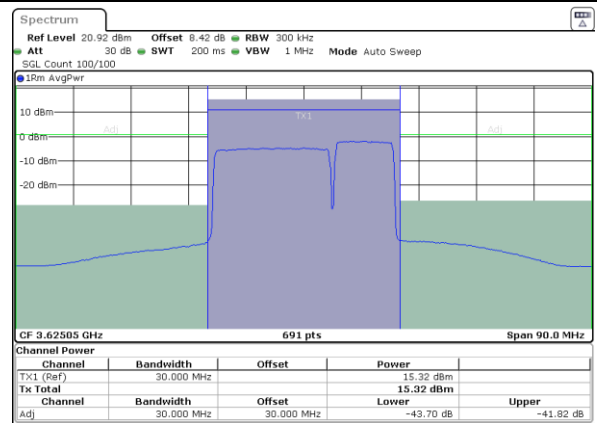 Spectrum
Ref Level 20.92 dBm Offset 8.42 dB RBW 300 kHz
Att 30 dB SWT 200 ms VBW 1 MHz Mode Auto Sweep
SGL Count 100/100
1Rm AvgPwr
10 dBm
TX1
Adj
Adj
0 dBm
-10 dBm
-20 dBm
CF 3.62505 GHz 691 pts Span 90.0 MHz
Channel Power
Channel Bandwidth Offset Power
TX1 (Ref) 30.000 MHz 15.32 dBm
Tx Total 15.32 dBm
Channel Bandwidth Offset Lower Upper
Adj 30.000 MHz 30.000 MHz -43.70 dB -41.82 dB